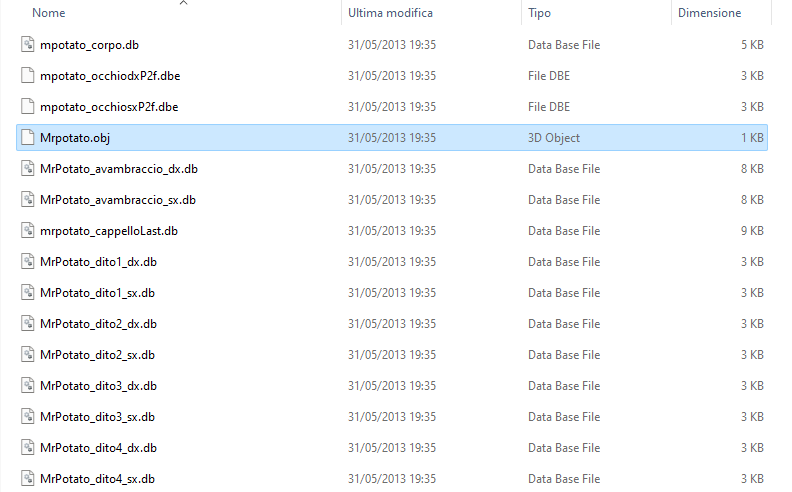 Nome Ultima modifica Tipo Dimensione
mpotato_corpo.db 31/05/2013 19:35 Data Base File 5 KB
mpotato_occhiodxP2f.dbe 31/05/2013 19:35 File DBE 3 KB
mpotato_occhiosxP2f.dbe 31/05/2013 19:35 File DBE 3 KB
Mrpotato.obj 31/05/2013 19:35 3D Object 1 KB
MrPotato_avambraccio_dx.db 31/05/2013 19:35 Data Base File 8 KB
MrPotato_avambraccio_sx.db 31/05/2013 19:35 Data Base File 8 KB
mrpotato_cappelloLast.db 31/05/2013 19:35 Data Base File 9 KB
MrPotato_dito1_dx.db 31/05/2013 19:35 Data Base File 3 KB
MrPotato_dito1_sx.db 31/05/2013 19:35 Data Base File 3 KB
MrPotato_dito2_dx.db 31/05/2013 19:35 Data Base File 3 KB
MrPotato_dito2_sx.db 31/05/2013 19:35 Data Base File 3 KB
MrPotato_dito3_dx.db 31/05/2013 19:35 Data Base File 3 KB
MrPotato_dito3_sx.db 31/05/2013 19:35 Data Base File 3 KB
MrPotato_dito4_dx.db 31/05/2013 19:35 Data Base File 3 KB
MrPotato_dito4_sx.db 31/05/2013 19:35 Data Base File 3 KB